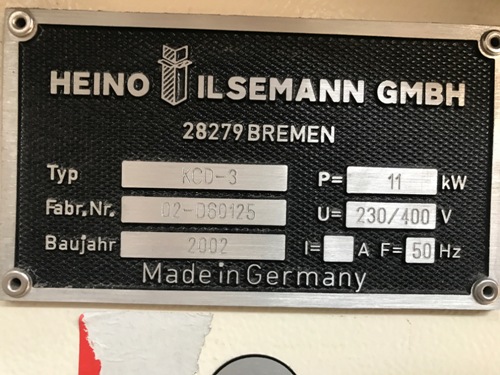 HEINO ILSEMANN GMBH
28279 BREMEN
Typ KCD-3 P= 11 kW
Fabr.Nr. 02-DS0125 U= 230/400 V
Baujahr 2002 I= A F= 50 Hz
Made in Germany